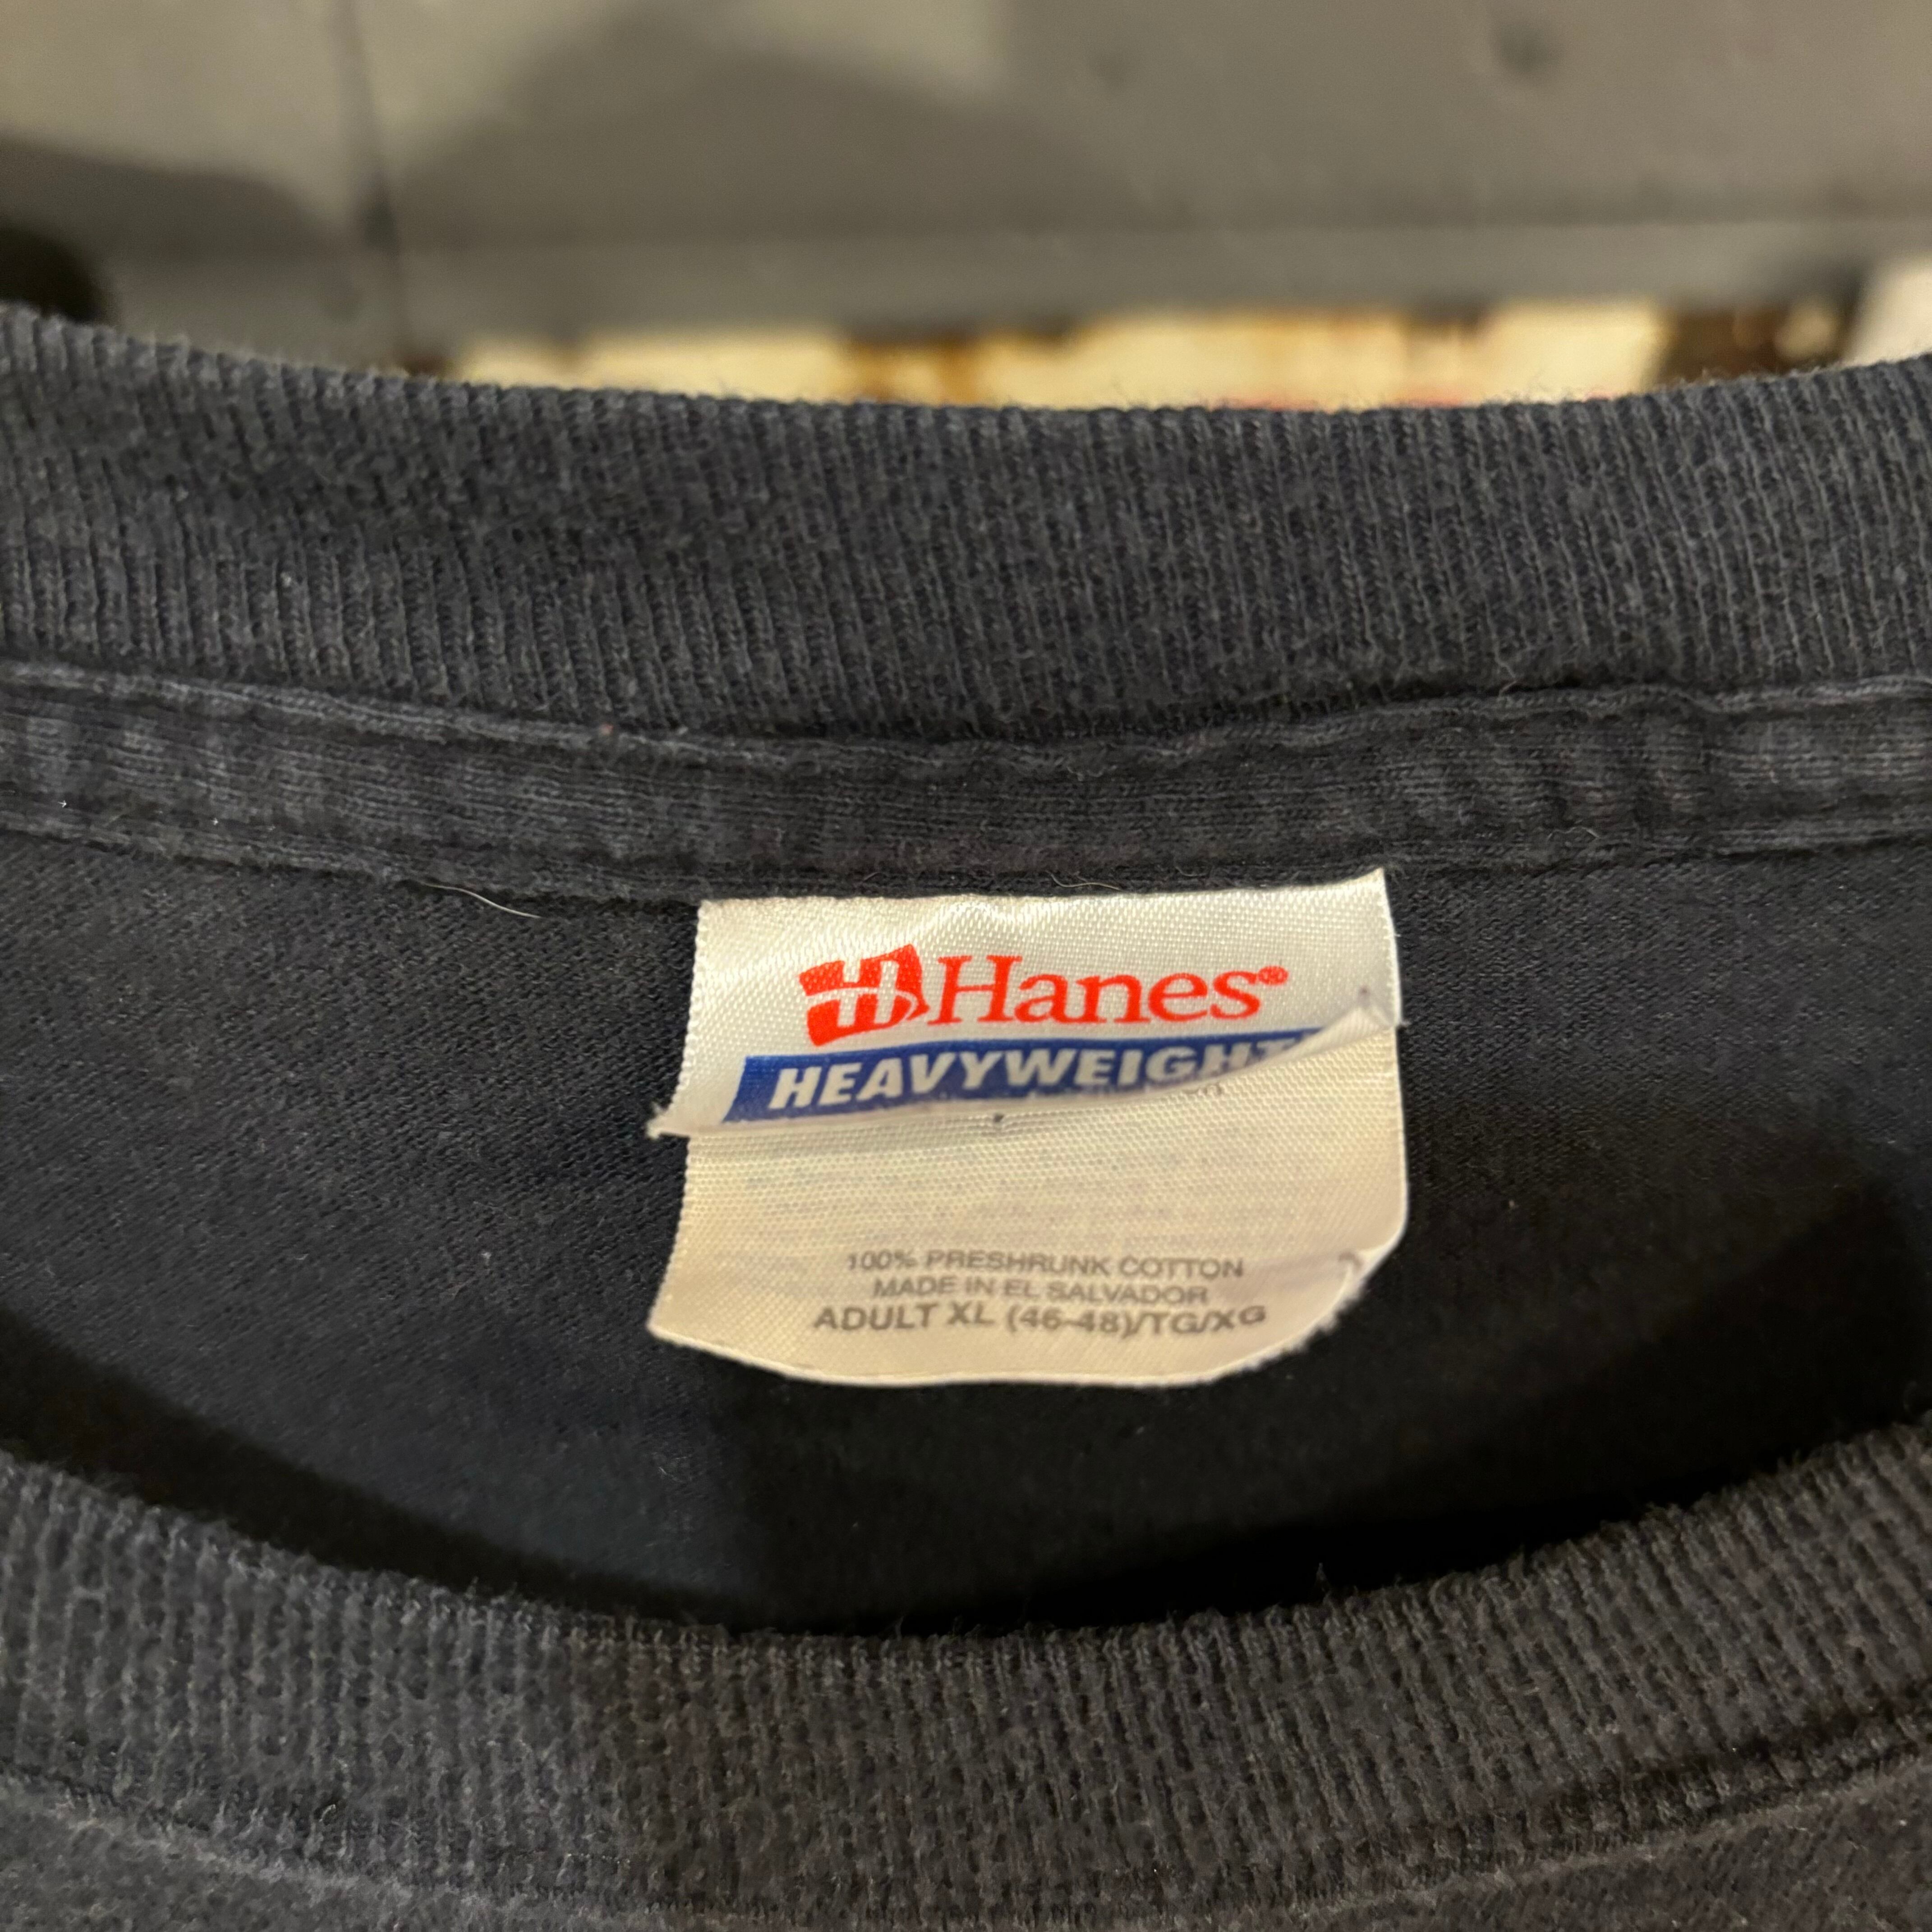 H Hanes®
HEAVYWEIGHT
100% PRESHRUNK COTTON
MADE IN EL SALVADOR
ADULT XL (46-48)/TG/XG